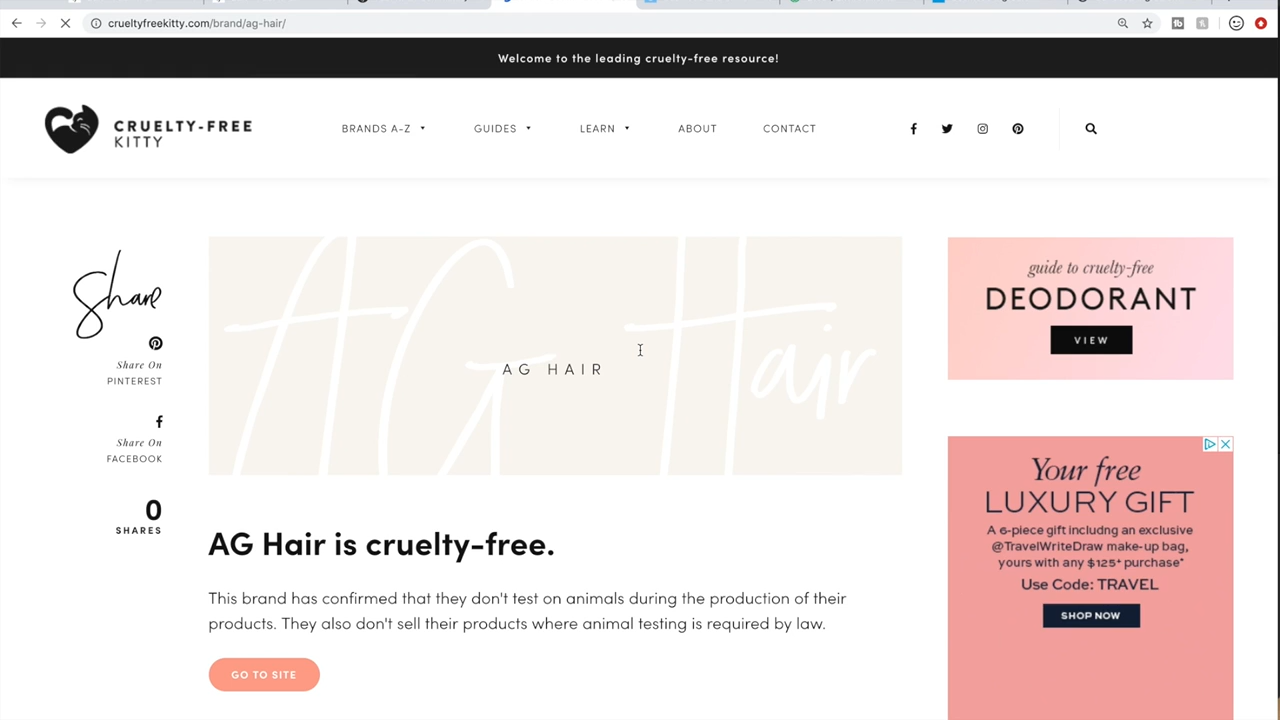 crueltyfreekitty.com/brand/ag-hair/
Welcome to the leading cruelty-free resource!
CRUELTY-FREE
KITTY
BRANDS A-Z
GUIDES
LEARN
ABOUT
CONTACT
Share
Share On
PINTEREST
Share On
FACEBOOK
0
SHARES
AG Hair
AG HAIR
AG Hair is cruelty-free.
This brand has confirmed that they don't test on animals during the production of their
products. They also don't sell their products where animal testing is required by law.
GO TO SITE
guide to cruelty-free
DEODORANT
VIEW
Your free
LUXURY GIFT
A 6-piece gift includng an exclusive
@TravelWriteDraw make-up bag,
yours with any $125+ purchase*
Use Code: TRAVEL
SHOP NOW